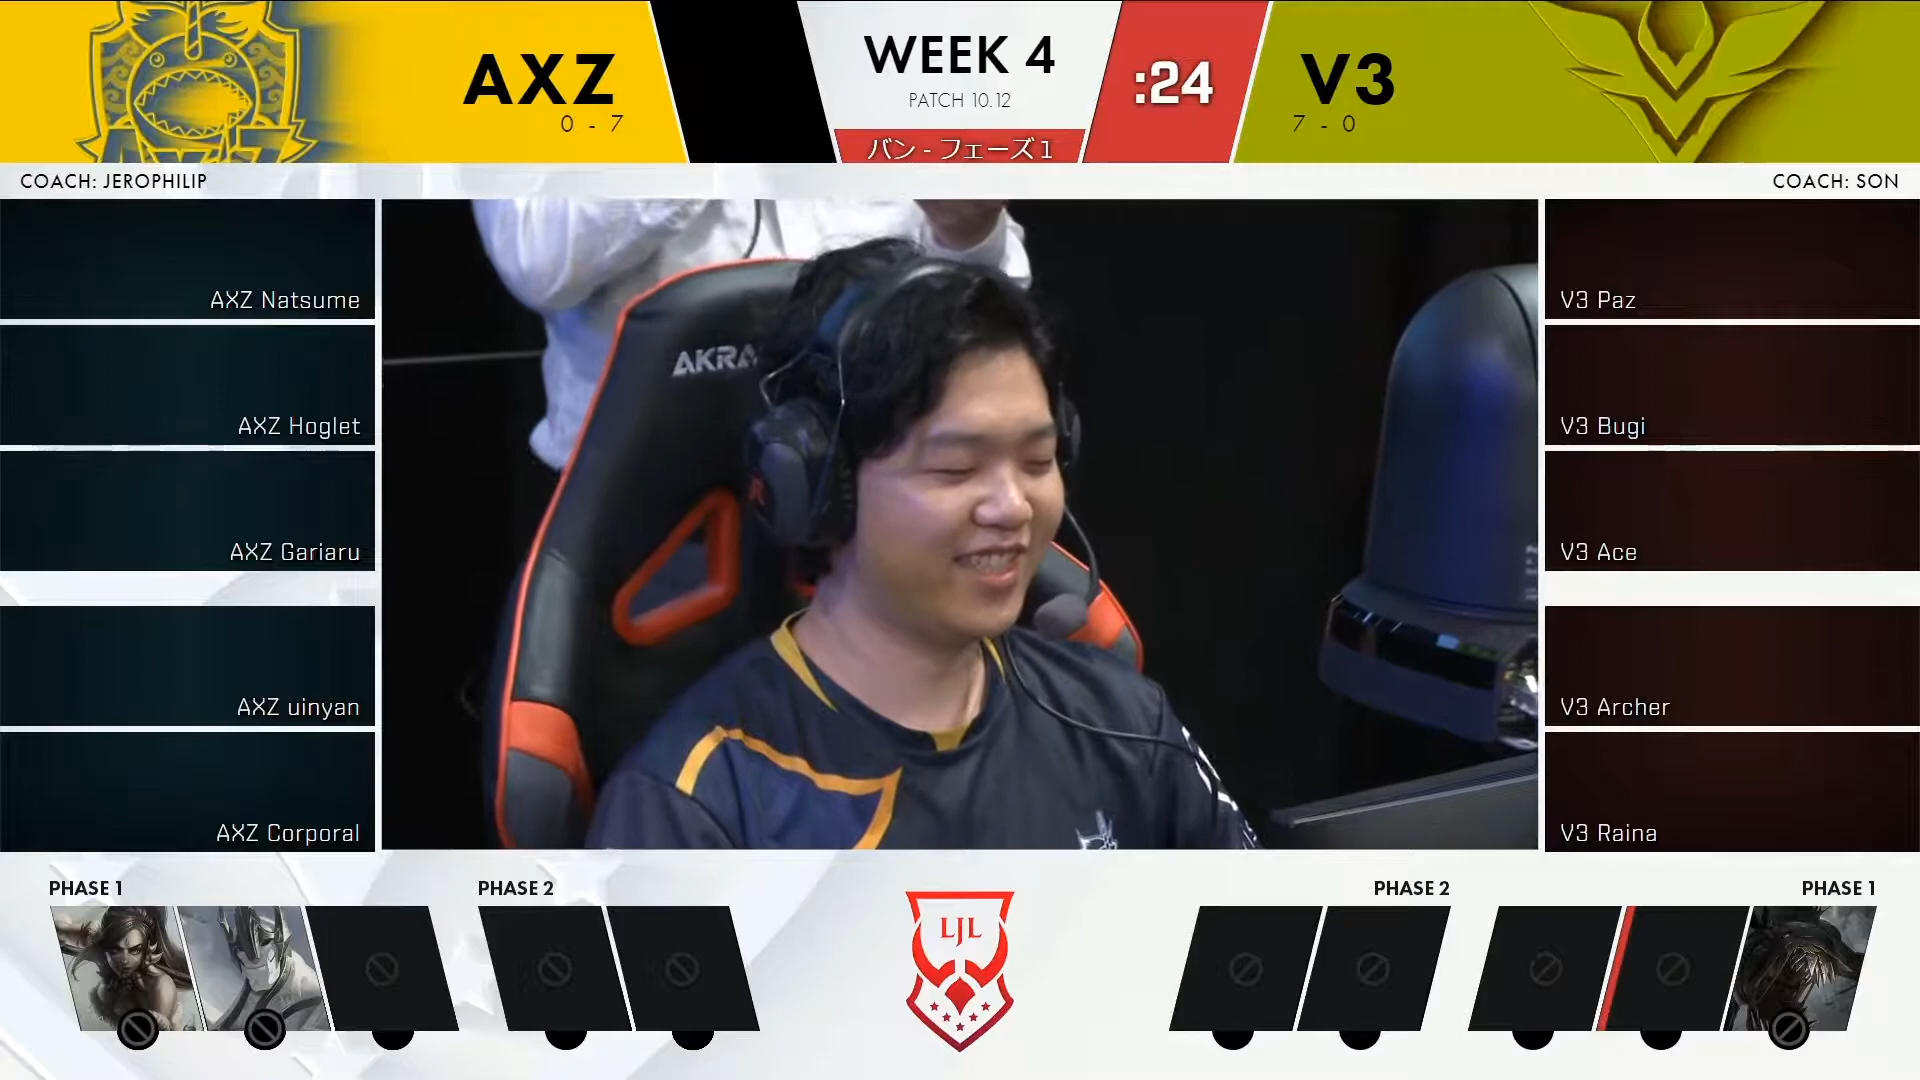 AXZ
0 - 7
WEEK 4
PATCH 10.12
バン - フェーズ 1
:24
V3
7 - 0
COACH: JEROPHILIP
COACH: SON
AXZ Natsume
AXZ Hoglet
AXZ Gariaru
AXZ uinyan
AXZ Corporal
AKRA
V3 Paz
V3 Bugi
V3 Ace
V3 Archer
V3 Raina
PHASE 1
PHASE 2
LJL
PHASE 2
PHASE 1